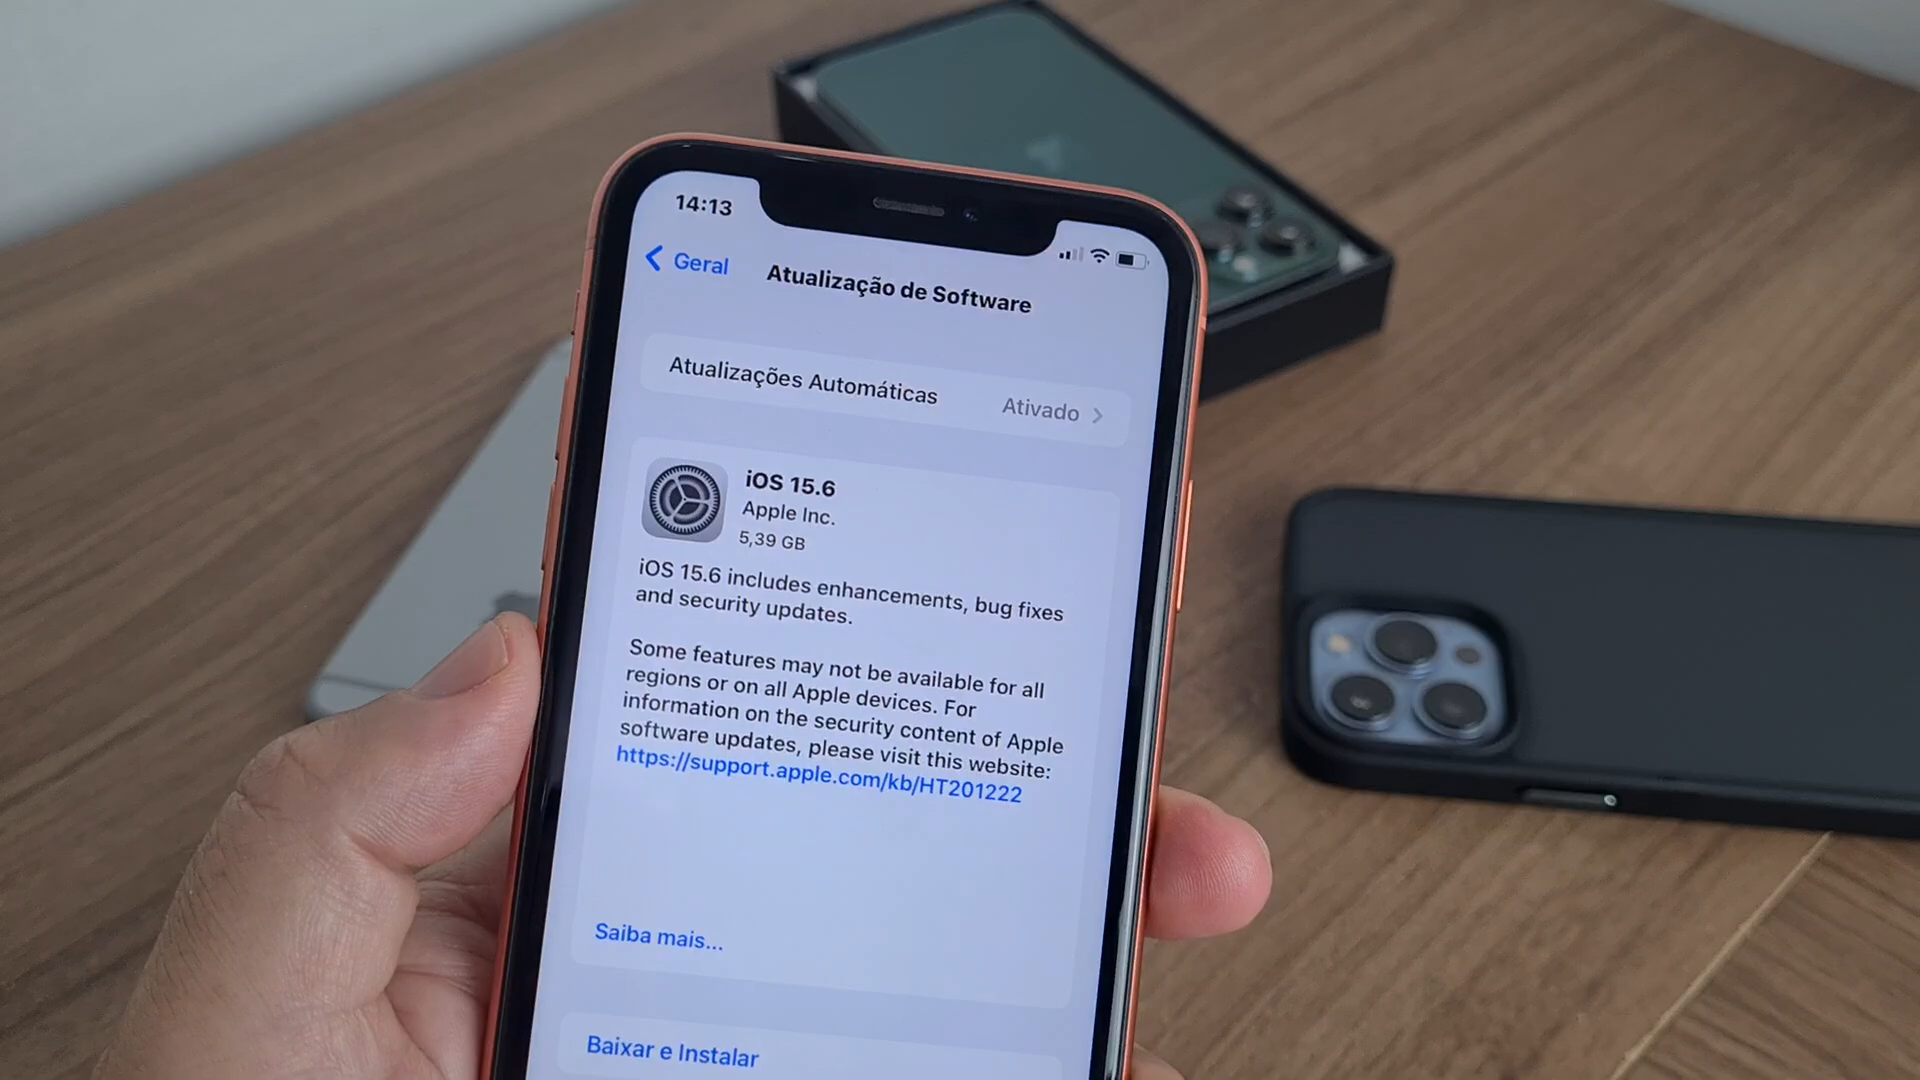 14:13
Geral
Atualização de Software
Atualizações Automáticas
Ativado
iOS 15.6
Apple Inc.
5,39 GB
iOS 15.6 includes enhancements, bug fixes
and security updates.
Some features may not be available for all
regions or on all Apple devices. For
information on the security content of Apple
software updates, please visit this website:
https://support.apple.com/kb/HT201222
Saiba mais...
Baixar e Instalar